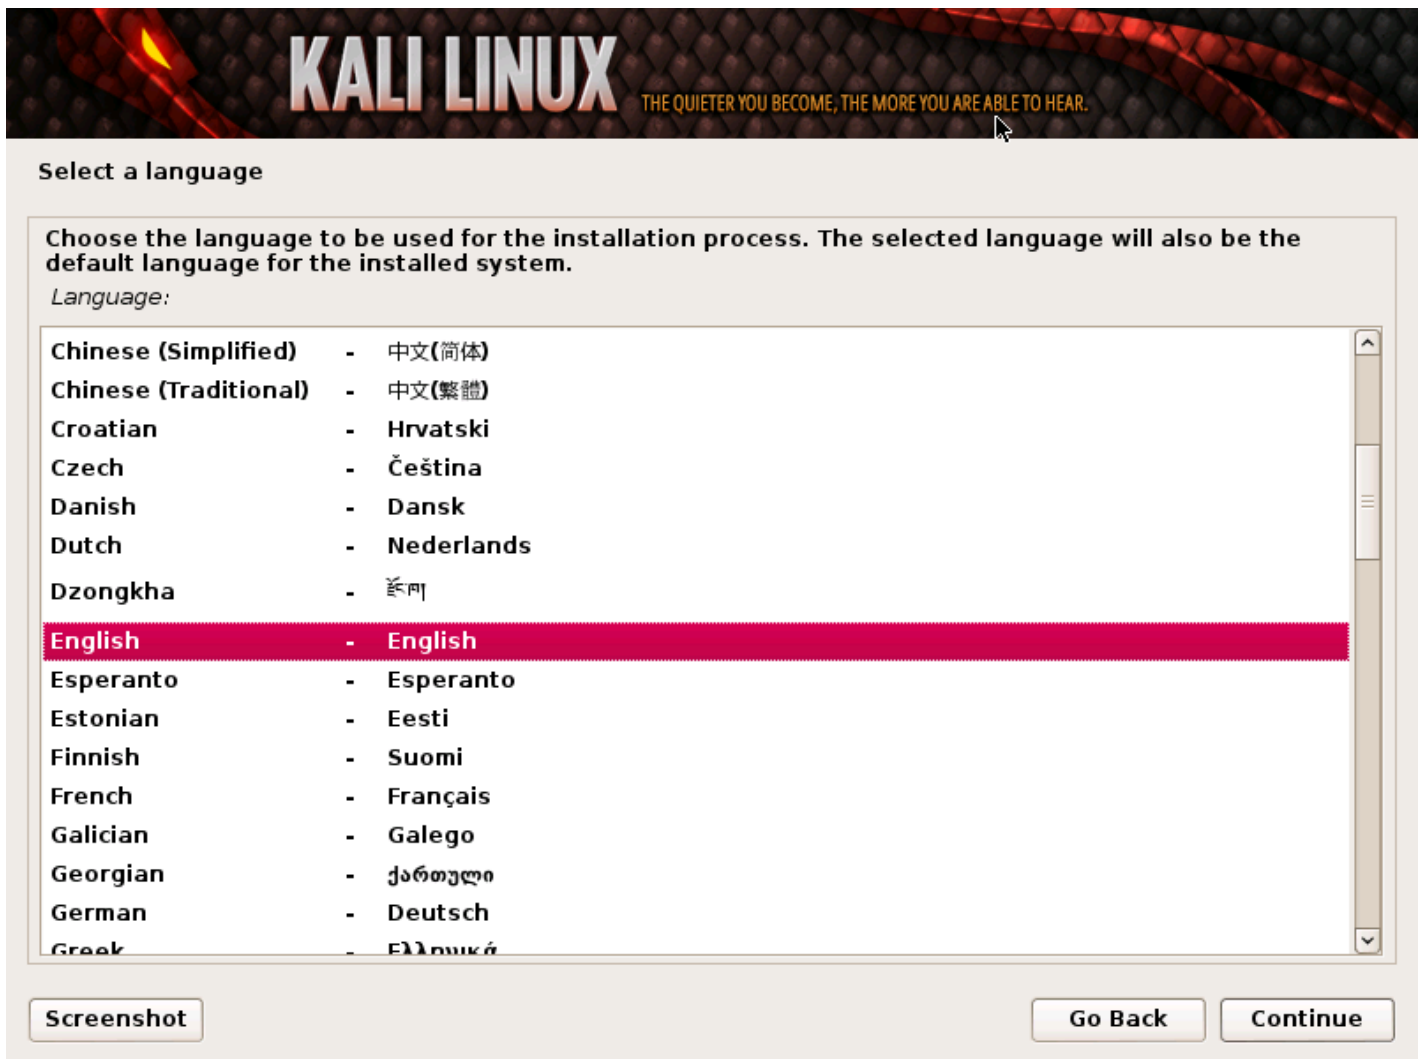 KALI LINUX THE QUIETER YOU BECOME, THE MORE YOU ARE ABLE TO HEAR.
Select a language
Choose the language to be used for the installation process. The selected language will also be the
default language for the installed system.
Language:
Chinese (Simplified) - 中文(简体)
Chinese (Traditional) - 中文(繁體)
Croatian - Hrvatski
Czech - Čeština
Danish - Dansk
Dutch - Nederlands
Dzongkha - རྫོང་ཁ།
English - English
Esperanto - Esperanto
Estonian - Eesti
Finnish - Suomi
French - Français
Galician - Galego
Georgian - ქართული
German - Deutsch
Greek - Ελληνικά
Screenshot Go Back Continue